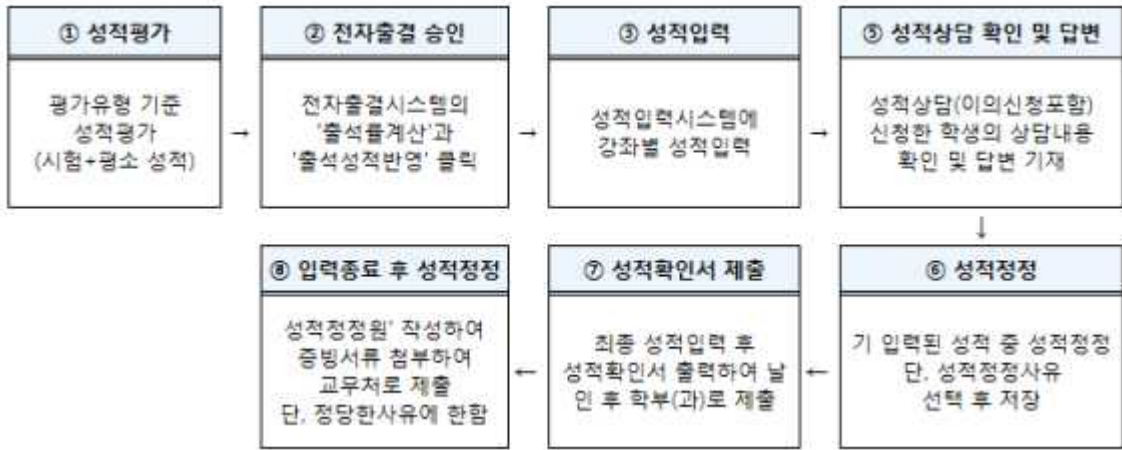 ① 성적평가
평가유형 기준
성적평가
(시험+평소 성적)
→
② 전자출결 승인
전자출결시스템의
'출석률계산'과
'출석성적반영' 클릭
→
③ 성적입력
성적입력시스템에
강좌별 성적입력
→
⑤ 성적상담 확인 및 답변
성적상담(이의신청포함)
신청한 학생의 상담내용
확인 및 답변 기재
↓
⑥ 성적정정
기 입력된 성적 중 성적정정
단, 성적정정사유
선택 후 저장
←
⑦ 성적확인서 제출
최종 성적입력 후
성적확인서 출력하여 날
인 후 학부(과)로 제출
←
⑧ 입력종료 후 성적정정
성적정정원' 작성하여
증빙서류 첨부하여
교무처로 제출
단, 정당한사유에 한함